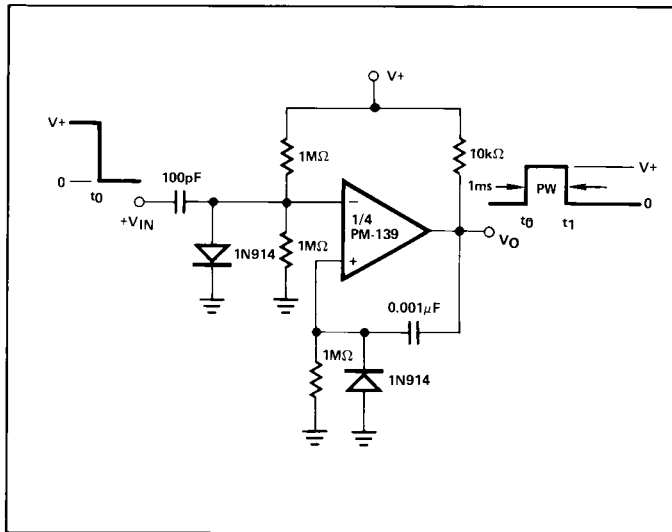 V+
V+
0
t0
+VIN
100pF
1MΩ
10kΩ
1ms
PW
V+
0
t0
t1
−
1/4
PM-139
+
1N914
1MΩ
VO
0.001μF
1MΩ
1N914